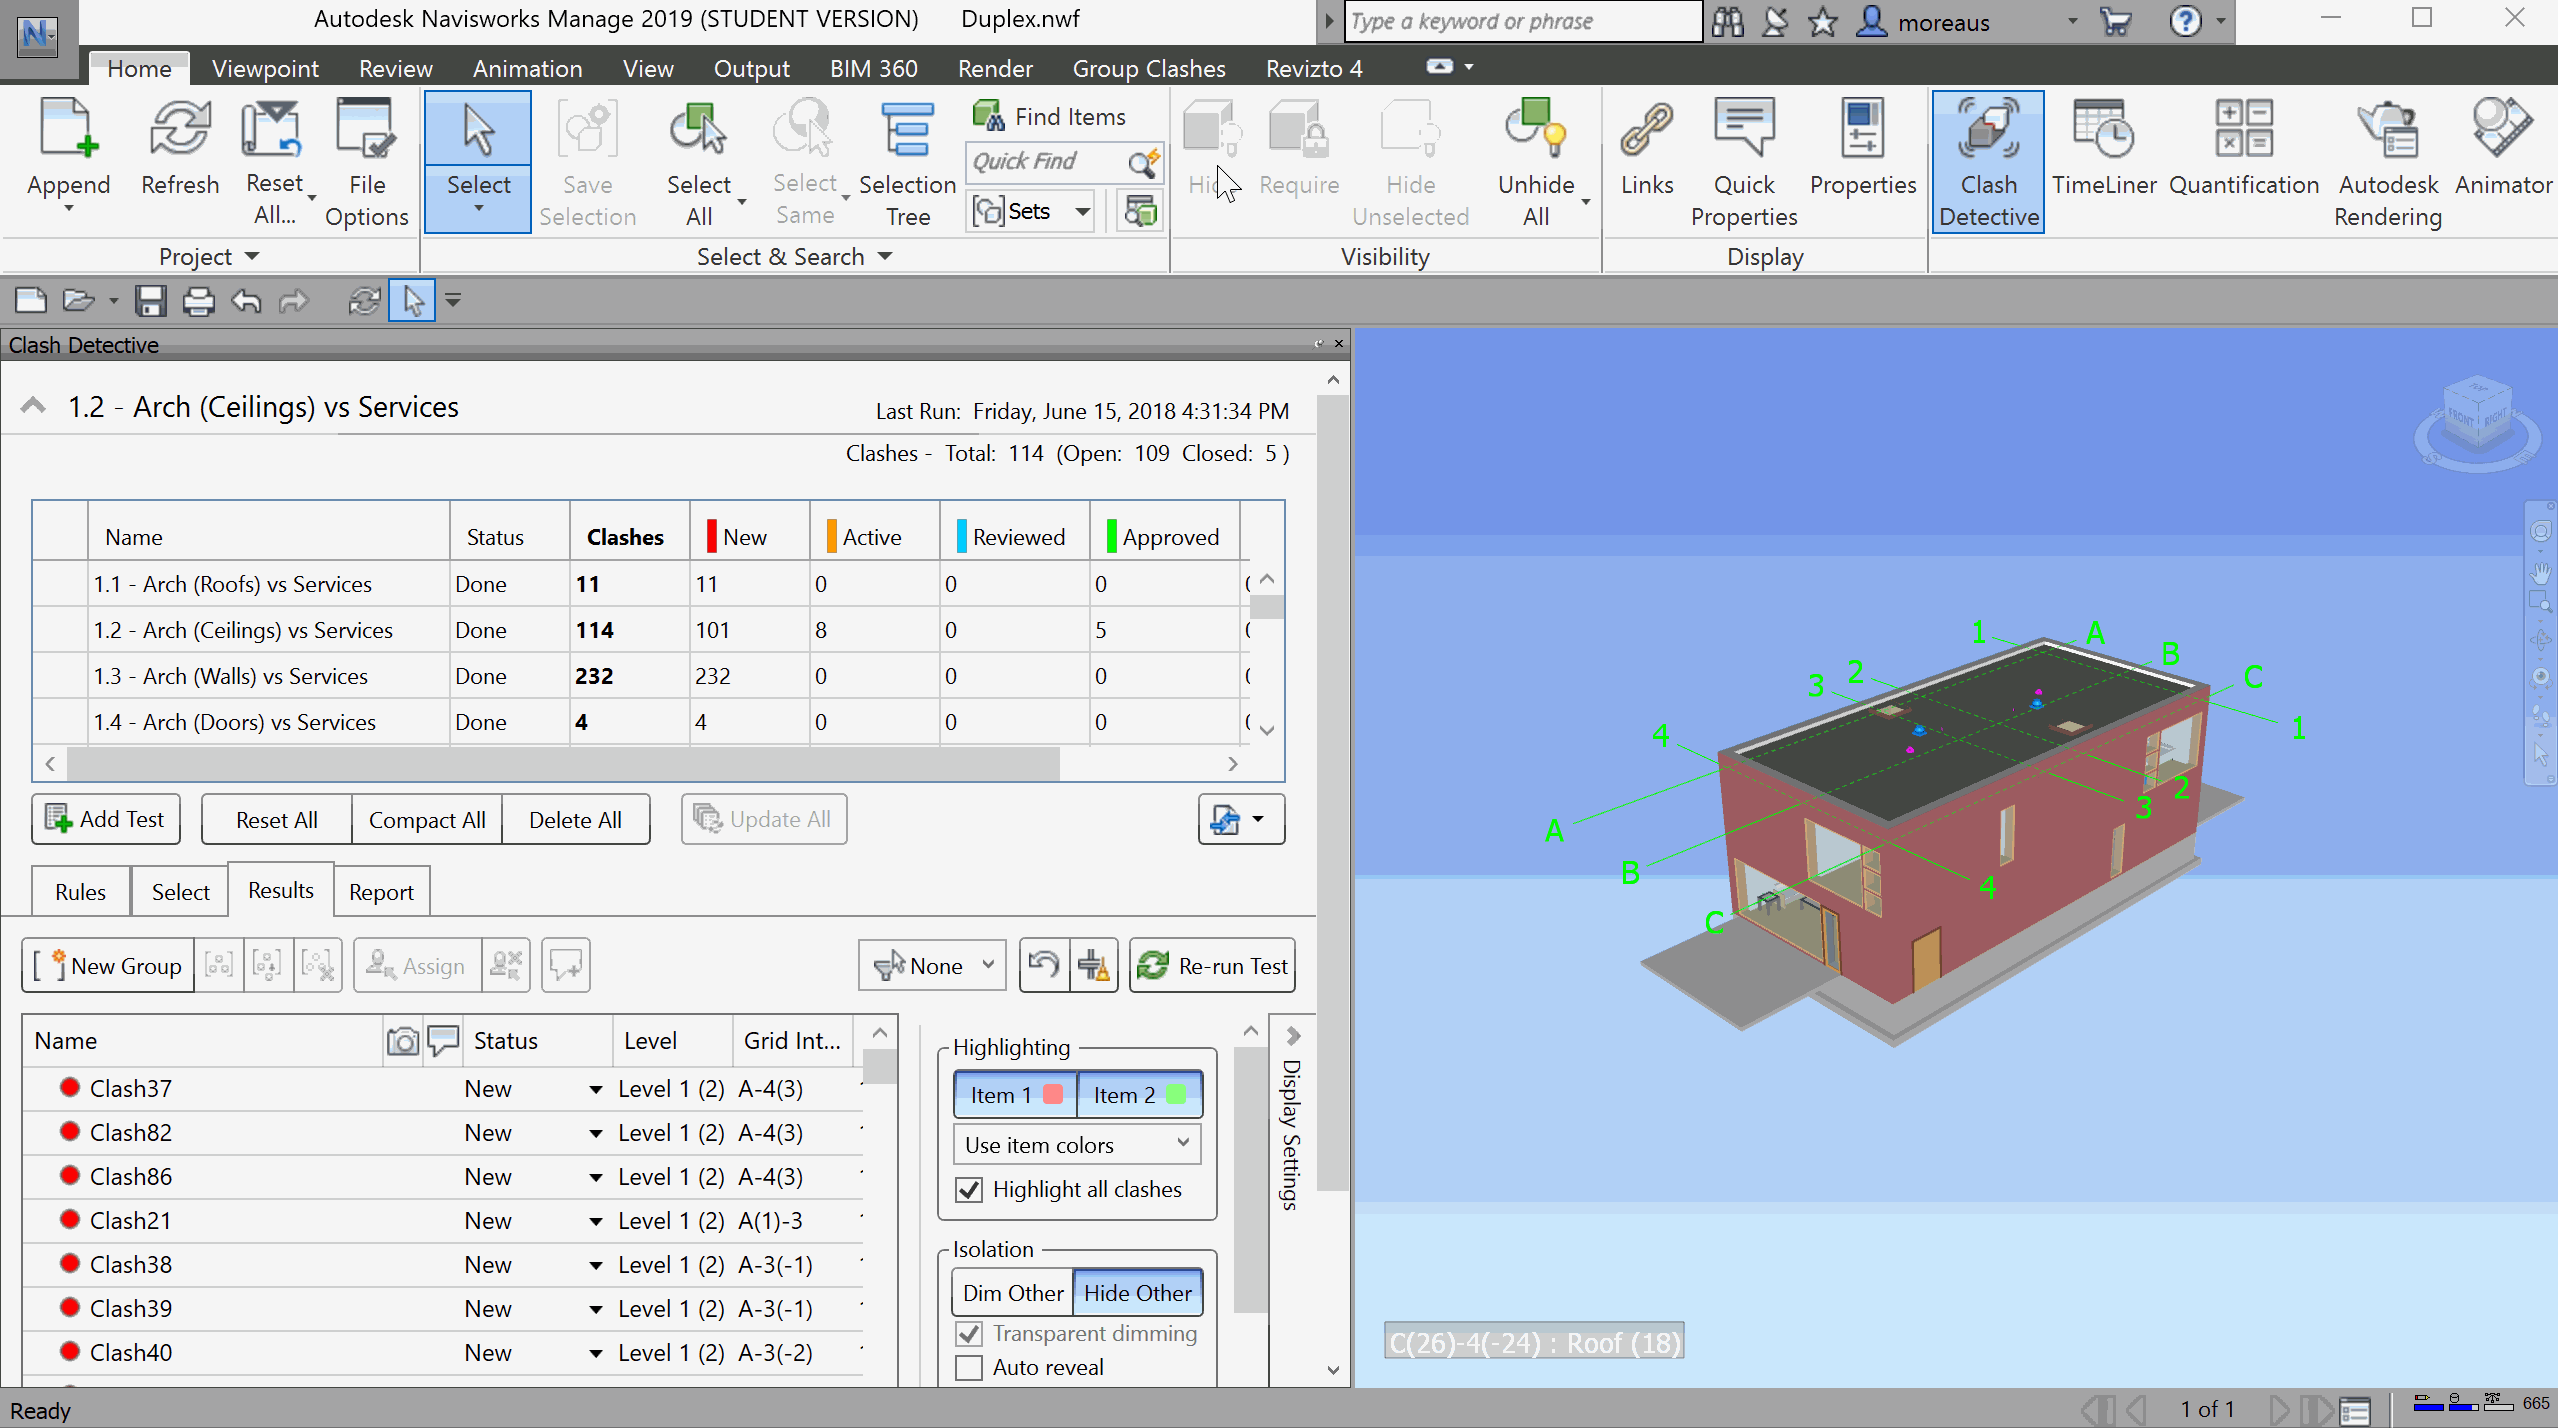 Autodesk Navisworks Manage 2019 (STUDENT VERSION) Duplex.nwf
Type a keyword or phrase
moreaus
Home Viewpoint Review Animation View Output BIM 360 Render Group Clashes Revizto 4
Append
Refresh
Reset All...
File Options
Select
Save Selection
Select All
Select Same
Selection Tree
Find Items
Quick Find
Sets
Require
Hide Unselected
Unhide All
Links
Quick Properties
Properties
Clash Detective
TimeLiner
Quantification
Autodesk Rendering
Animator
Project
Select & Search
Visibility
Display
Clash Detective
1.2 - Arch (Ceilings) vs Services
Last Run: Friday, June 15, 2018 4:31:34 PM
Clashes - Total: 114 (Open: 109 Closed: 5 )
Name Status Clashes New Active Reviewed Approved
1.1 - Arch (Roofs) vs Services Done 11 11 0 0 0
1.2 - Arch (Ceilings) vs Services Done 114 101 8 0 5
1.3 - Arch (Walls) vs Services Done 232 232 0 0 0
1.4 - Arch (Doors) vs Services Done 4 4 0 0 0
Add Test Reset All Compact All Delete All Update All
Rules Select Results Report
New Group Assign None Re-run Test
Name Status Level Grid Int...
Clash37 New Level 1 (2) A-4(3)
Clash82 New Level 1 (2) A-4(3)
Clash86 New Level 1 (2) A-4(3)
Clash21 New Level 1 (2) A(1)-3
Clash38 New Level 1 (2) A-3(-1)
Clash39 New Level 1 (2) A-3(-1)
Clash40 New Level 1 (2) A-3(-2)
Highlighting
Item 1 Item 2
Use item colors
Highlight all clashes
Isolation
Dim Other Hide Other
Transparent dimming
Auto reveal
Display Settings
TOP
FRONT RIGHT
1 A
B
C
2
3
4
1
2
3
A
B
4
C
C(26)-4(-24) : Roof (18)
Ready
1 of 1
665